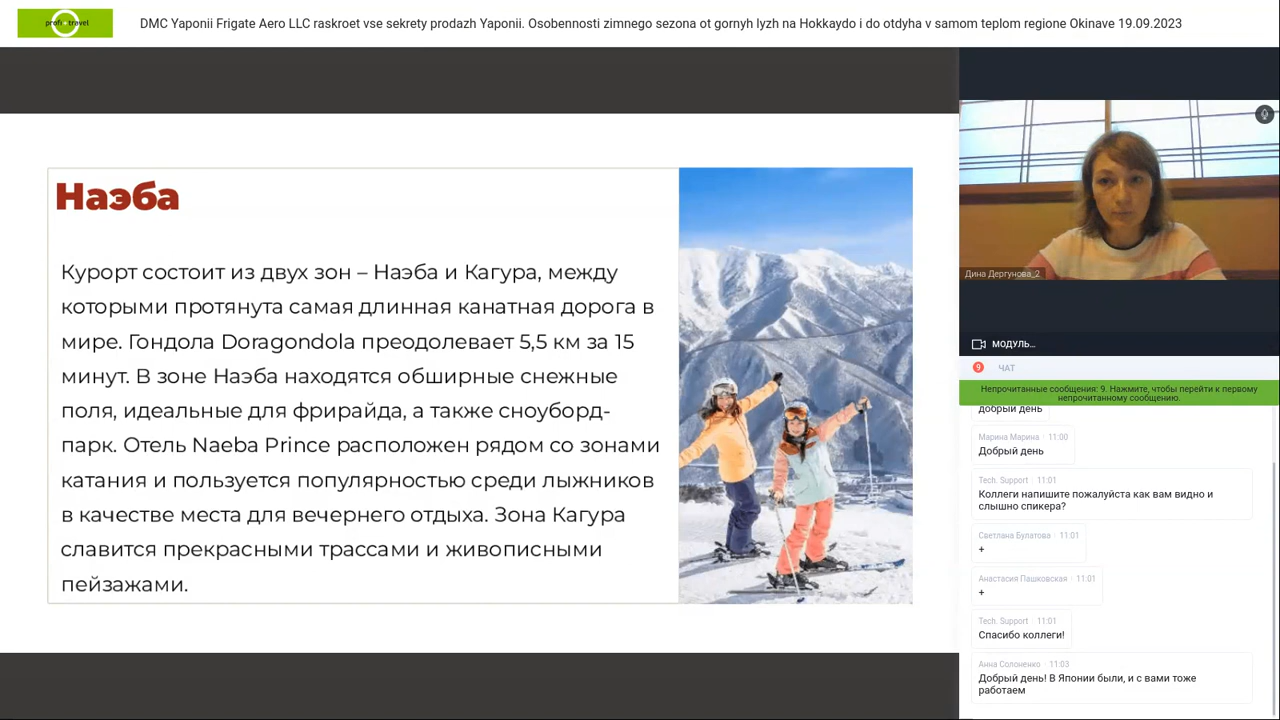 profi travel
DMC Yaponii Frigate Aero LLC raskroet vse sekrety prodazh Yaponii. Osobennosti zimnego sezona ot gornyh lyzh na Hokkaydo i do otdyha v samom teplom regione Okinave 19.09.2023
Наэба
Курорт состоит из двух зон – Наэба и Кагура, между
которыми протянута самая длинная канатная дорога в
мире. Гондола Doragondola преодолевает 5,5 км за 15
минут. В зоне Наэба находятся обширные снежные
поля, идеальные для фрирайда, а также сноуборд-
парк. Отель Naeba Prince расположен рядом со зонами
катания и пользуется популярностью среди лыжников
в качестве места для вечернего отдыха. Зона Кагура
славится прекрасными трассами и живописными
пейзажами.
Дина Дергунова_2
МОДУЛЬ...
9 ЧАТ
Непрочитанные сообщения: 9. Нажмите, чтобы перейти к первому
непрочитанному сообщению.
добрый день
Марина Марина 11:00
Добрый день
Tech. Support 11:01
Коллеги напишите пожалуйста как вам видно и
слышно спикера?
Светлана Булатова 11:01
+
Анастасия Пашковская 11:01
+
Tech. Support 11:01
Спасибо коллеги!
Анна Солоненко 11:03
Добрый день! В Японии были, и с вами тоже
работаем